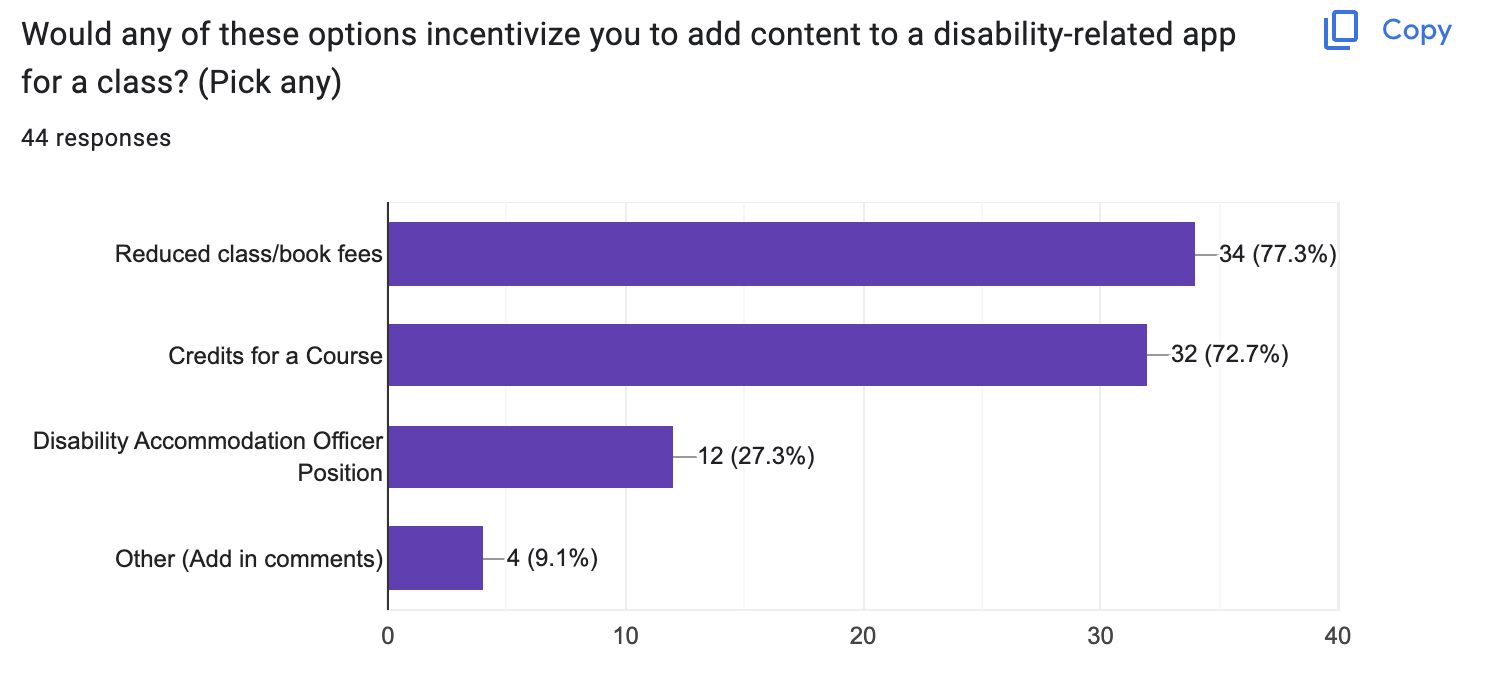 Would any of these options incentivize you to add content to a disability-related app
for a class? (Pick any)
Copy
44 responses
Reduced class/book fees
34 (77.3%)
Credits for a Course
32 (72.7%)
Disability Accommodation Officer
Position
12 (27.3%)
Other (Add in comments)
4 (9.1%)
0
10
20
30
40